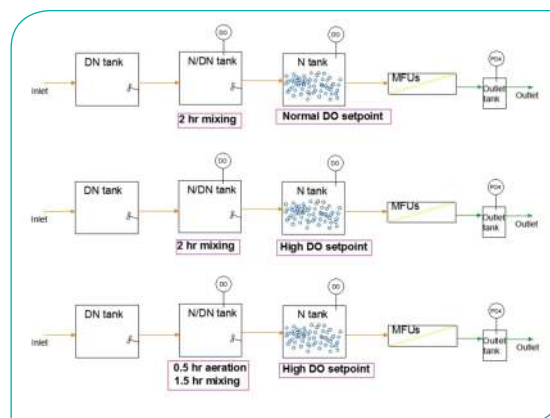 DO
DO
PO4
DN tank
N/DN tank
N tank
MFUs
Outlet
tank
Inlet
Outlet
2 hr mixing
Normal DO setpoint
DO
DO
PO4
DN tank
N/DN tank
N tank
MFUs
Outlet
tank
Inlet
Outlet
2 hr mixing
High DO setpoint
DO
DO
PO4
DN tank
N/DN tank
N tank
MFUs
Outlet
tank
Inlet
Outlet
0.5 hr aeration
1.5 hr mixing
High DO setpoint